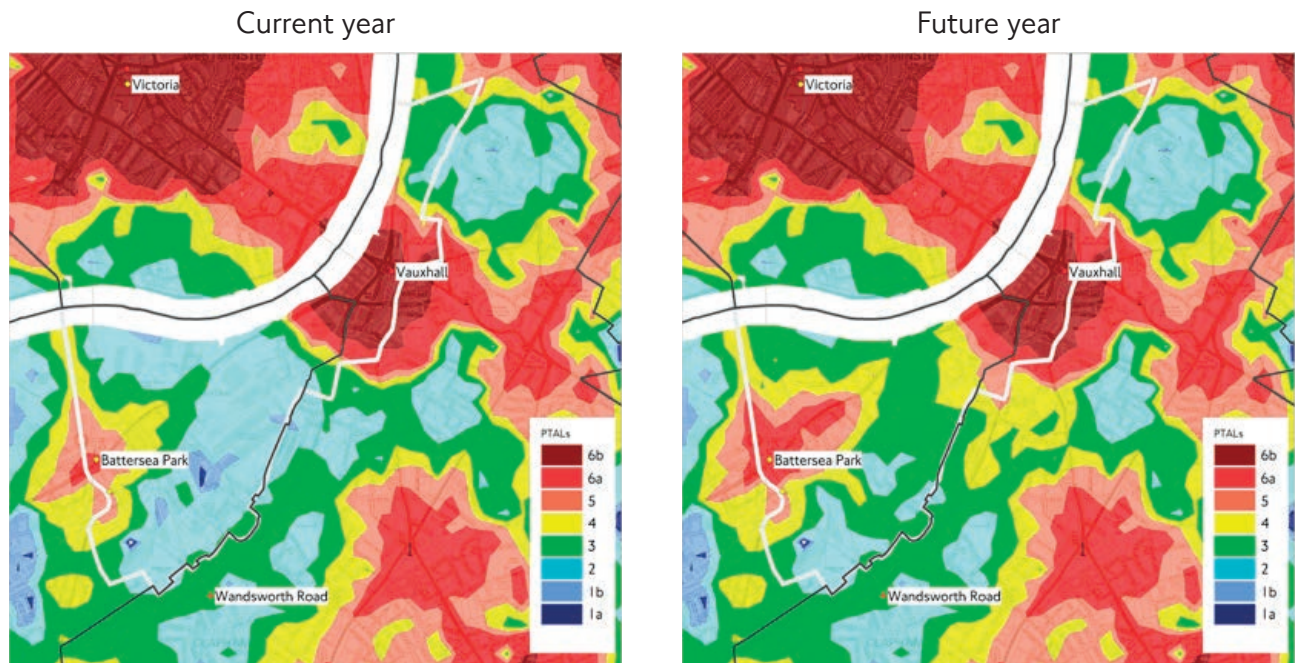 Current year
Future year
WESTMINSTER
Victoria
Vauxhall
Battersea Park
Wandsworth Road
PTALs
6b
6a
5
4
3
2
1b
1a
Victoria
Vauxhall
Battersea Park
Wandsworth Road
PTALs
6b
6a
5
4
3
2
1b
1a